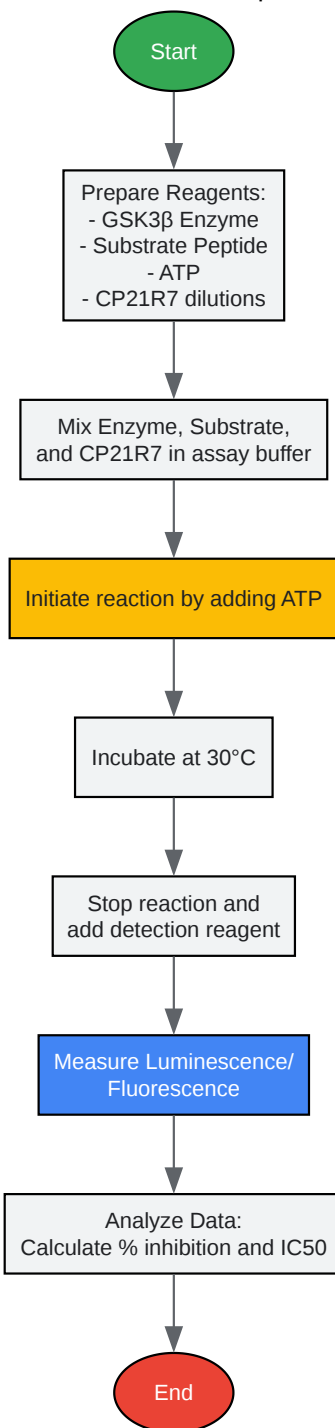 Start
Prepare Reagents:
- GSK3β Enzyme
- Substrate Peptide
- ATP
- CP21R7 dilutions
Mix Enzyme, Substrate,
and CP21R7 in assay buffer
Initiate reaction by adding ATP
Incubate at 30°C
Stop reaction and
add detection reagent
Measure Luminescence/
Fluorescence
Analyze Data:
Calculate % inhibition and IC50
End